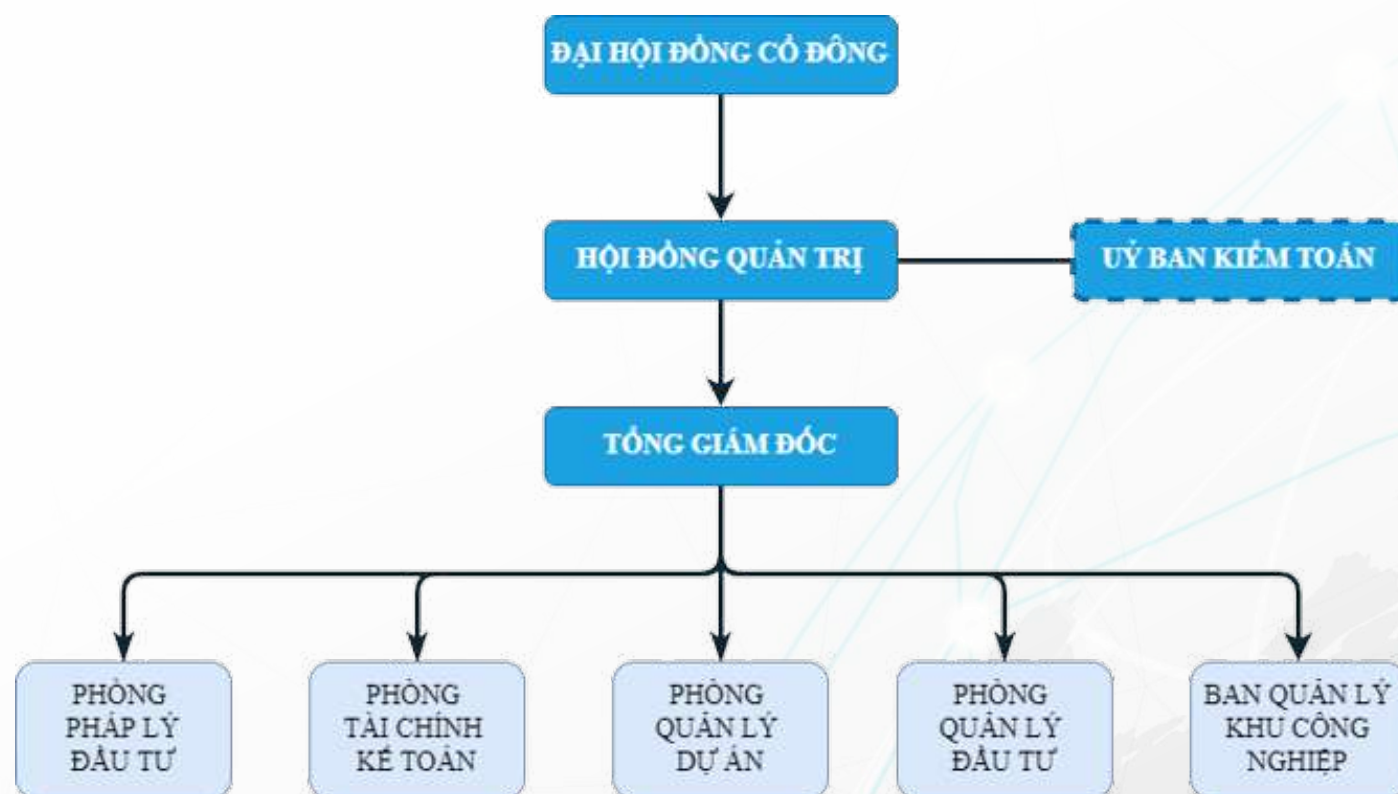 ĐẠI HỘI ĐỒNG CỔ ĐÔNG
HỘI ĐỒNG QUẢN TRỊ
UỶ BAN KIỂM TOÁN
TỔNG GIÁM ĐỐC
PHÒNG
PHÁP LÝ
ĐẦU TƯ
PHÒNG
TÀI CHÍNH
KẾ TOÁN
PHÒNG
QUẢN LÝ
DỰ ÁN
PHÒNG
QUẢN LÝ
ĐẦU TƯ
BAN QUẢN LÝ
KHU CÔNG
NGHIỆP